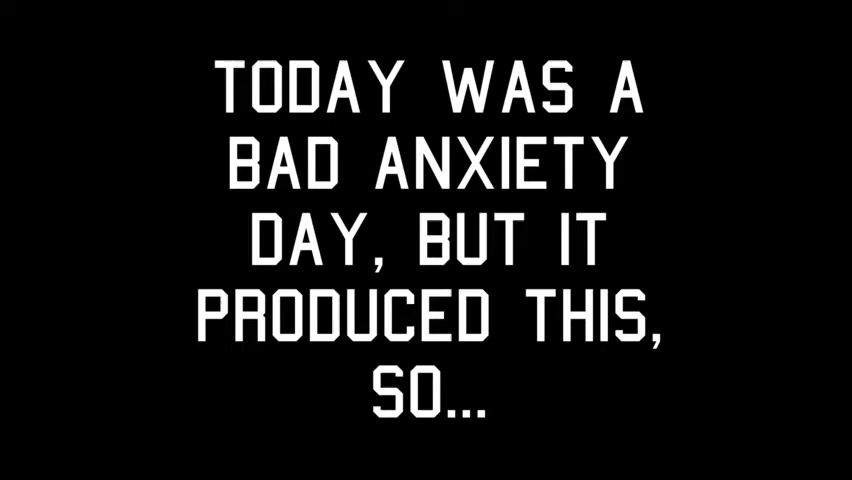 TODAY WAS A
BAD ANXIETY
DAY, BUT IT
PRODUCED THIS,
SO...